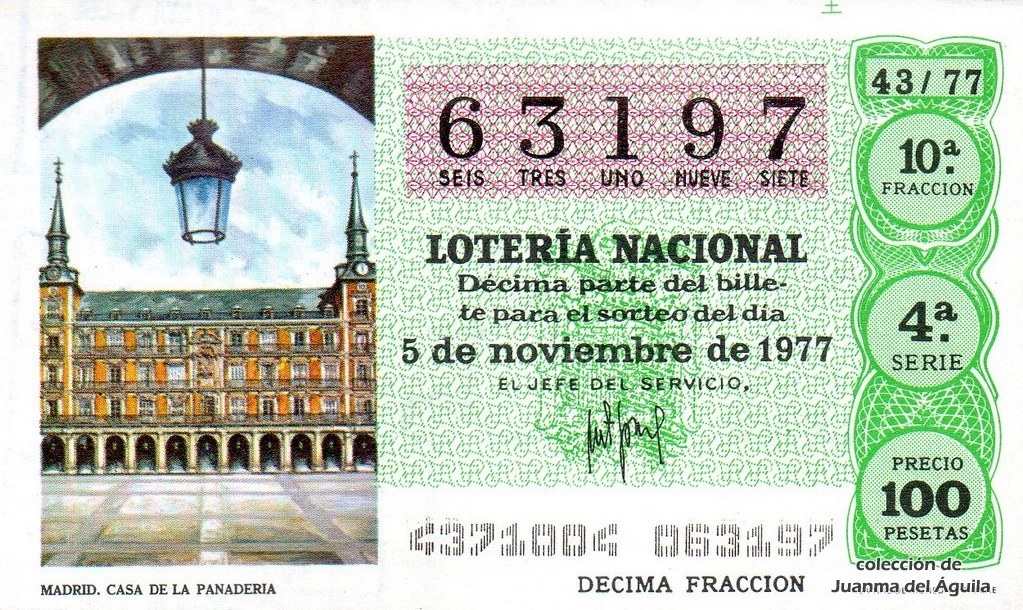 43/77
63197
SEIS TRES UNO NUEVE SIETE
10.ª
FRACCION
LOTERÍA NACIONAL
Décima parte del bille-
te para el sorteo del día
5 de noviembre de 1977
EL JEFE DEL SERVICIO,
4.ª
SERIE
PRECIO
100
PESETAS
4371004 063197
MADRID. CASA DE LA PANADERIA
DECIMA FRACCION
colección de
Juanma del Águila